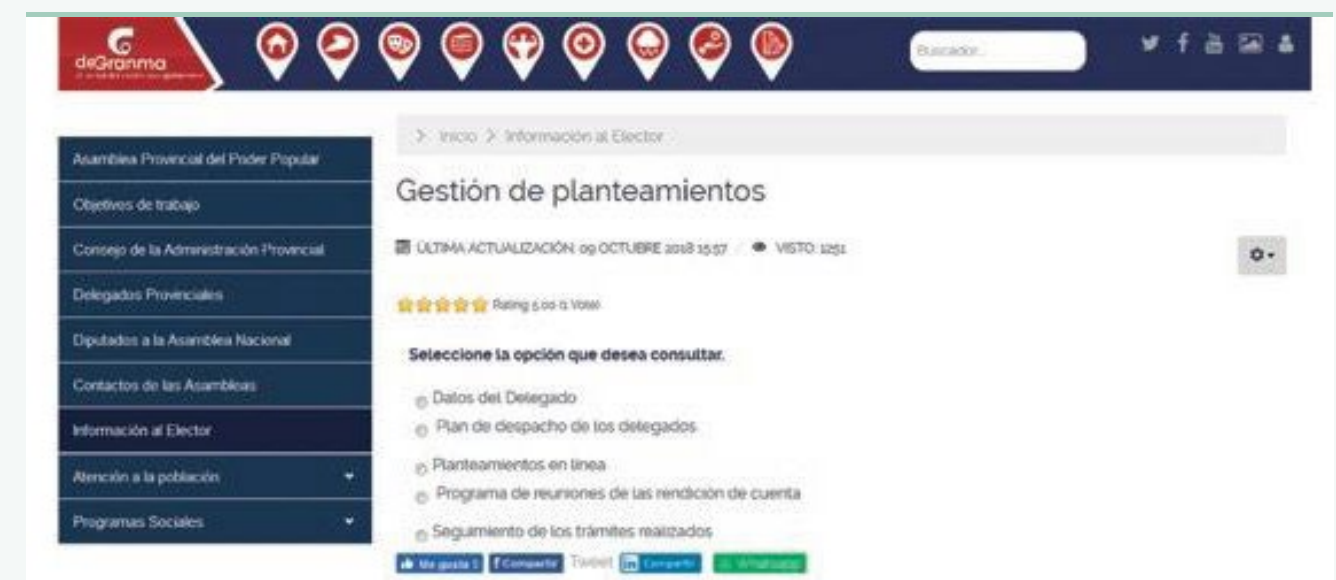 deGranma
Buscador...
Asamblea Provincial del Poder Popular
Objetivos de trabajo
Consejo de la Administración Provincial
Delegados Provinciales
Diputados a la Asamblea Nacional
Contactos de las Asambleas
Información al Elector
Atención a la población
Programas Sociales
> Inicio > Información al Elector
Gestión de planteamientos
ÚLTIMA ACTUALIZACIÓN: 09 OCTUBRE 2018 15:57 / VISTO: 1251
Rating 5.00 (1 Vote)
Seleccione la opción que desea consultar.
Datos del Delegado
Plan de despacho de los delegados
Planteamientos en línea
Programa de reuniones de las rendición de cuenta
Seguimiento de los trámites realizados
Me gusta Compartir Tweet Compartir Whatsapp